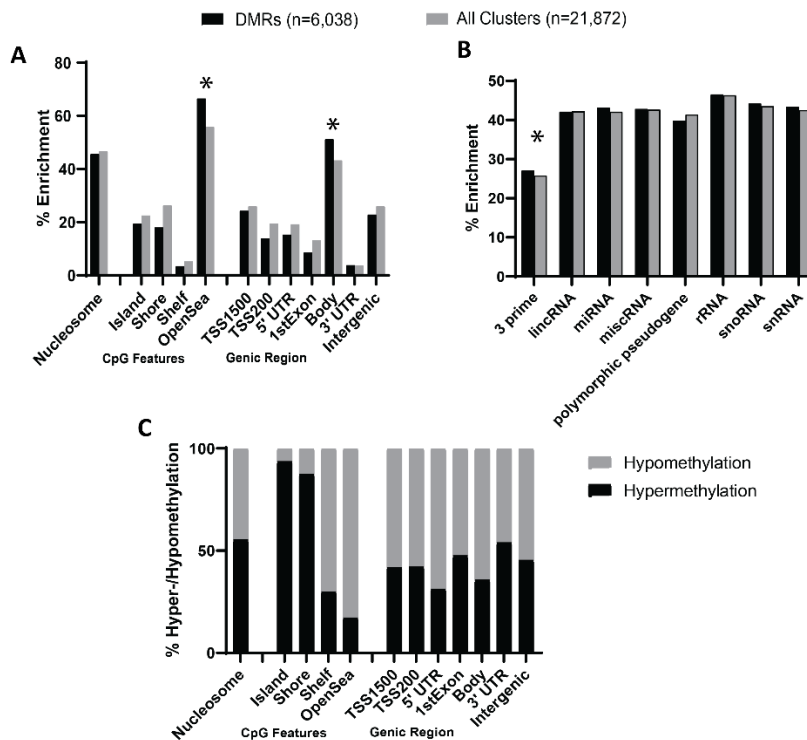 DMRs (n=6,038)
All Clusters (n=21,872)
A
% Enrichment
80
60
40
20
0
*
*
Nucleosome
Island
Shore
Shelf
OpenSea
TSS1500
TSS200
5' UTR
1stExon
Body
3' UTR
Intergenic
CpG Features
Genic Region
B
% Enrichment
50
40
30
20
10
0
*
3 prime
lincRNA
miRNA
miscRNA
polymorphic pseudogene
rRNA
snoRNA
snRNA
C
% Hyper-/Hypomethylation
100
50
0
Nucleosome
Island
Shore
Shelf
OpenSea
TSS1500
TSS200
5' UTR
1stExon
Body
3' UTR
Intergenic
CpG Features
Genic Region
Hypomethylation
Hypermethylation